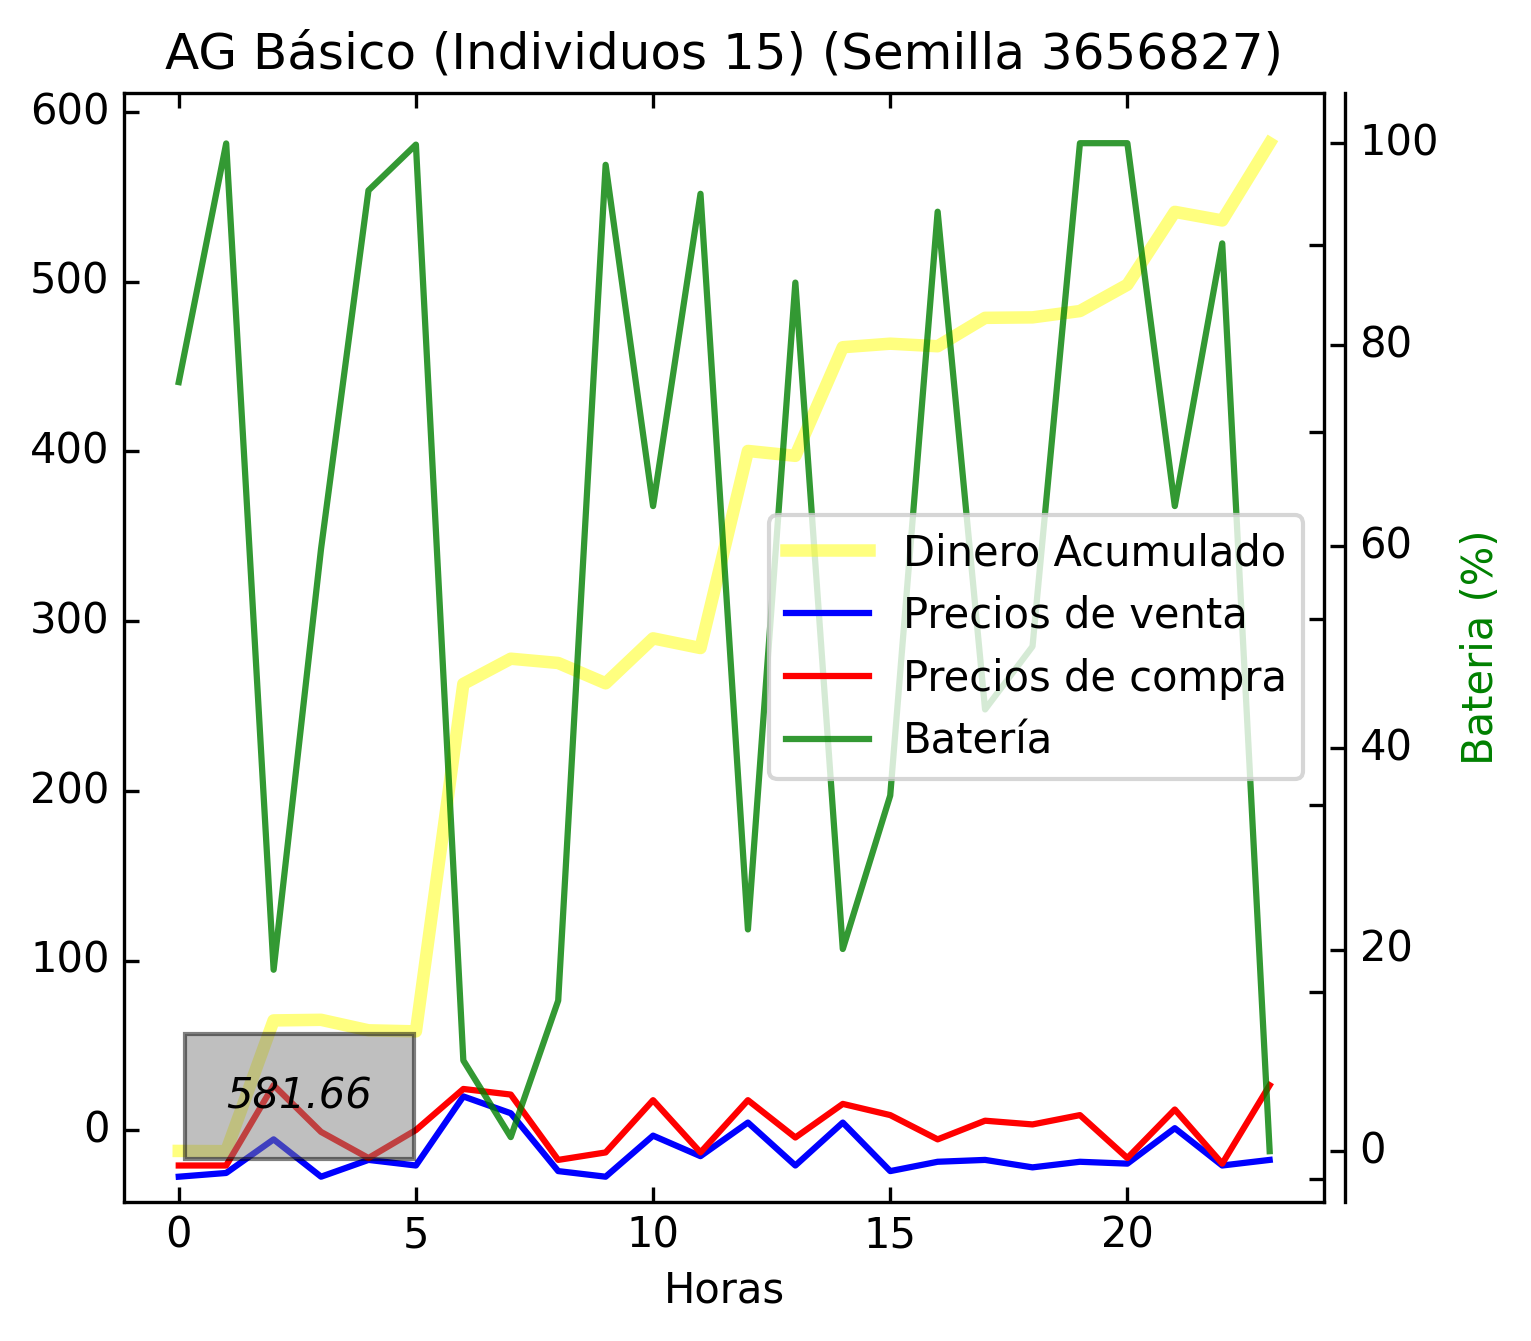 AG Básico (Individuos 15) (Semilla 3656827)
600
500
400
300
200
100
0
100
80
60
40
20
0
Bateria (%)
Dinero Acumulado
Precios de venta
Precios de compra
Batería
581.66
0 5 10 15 20
Horas